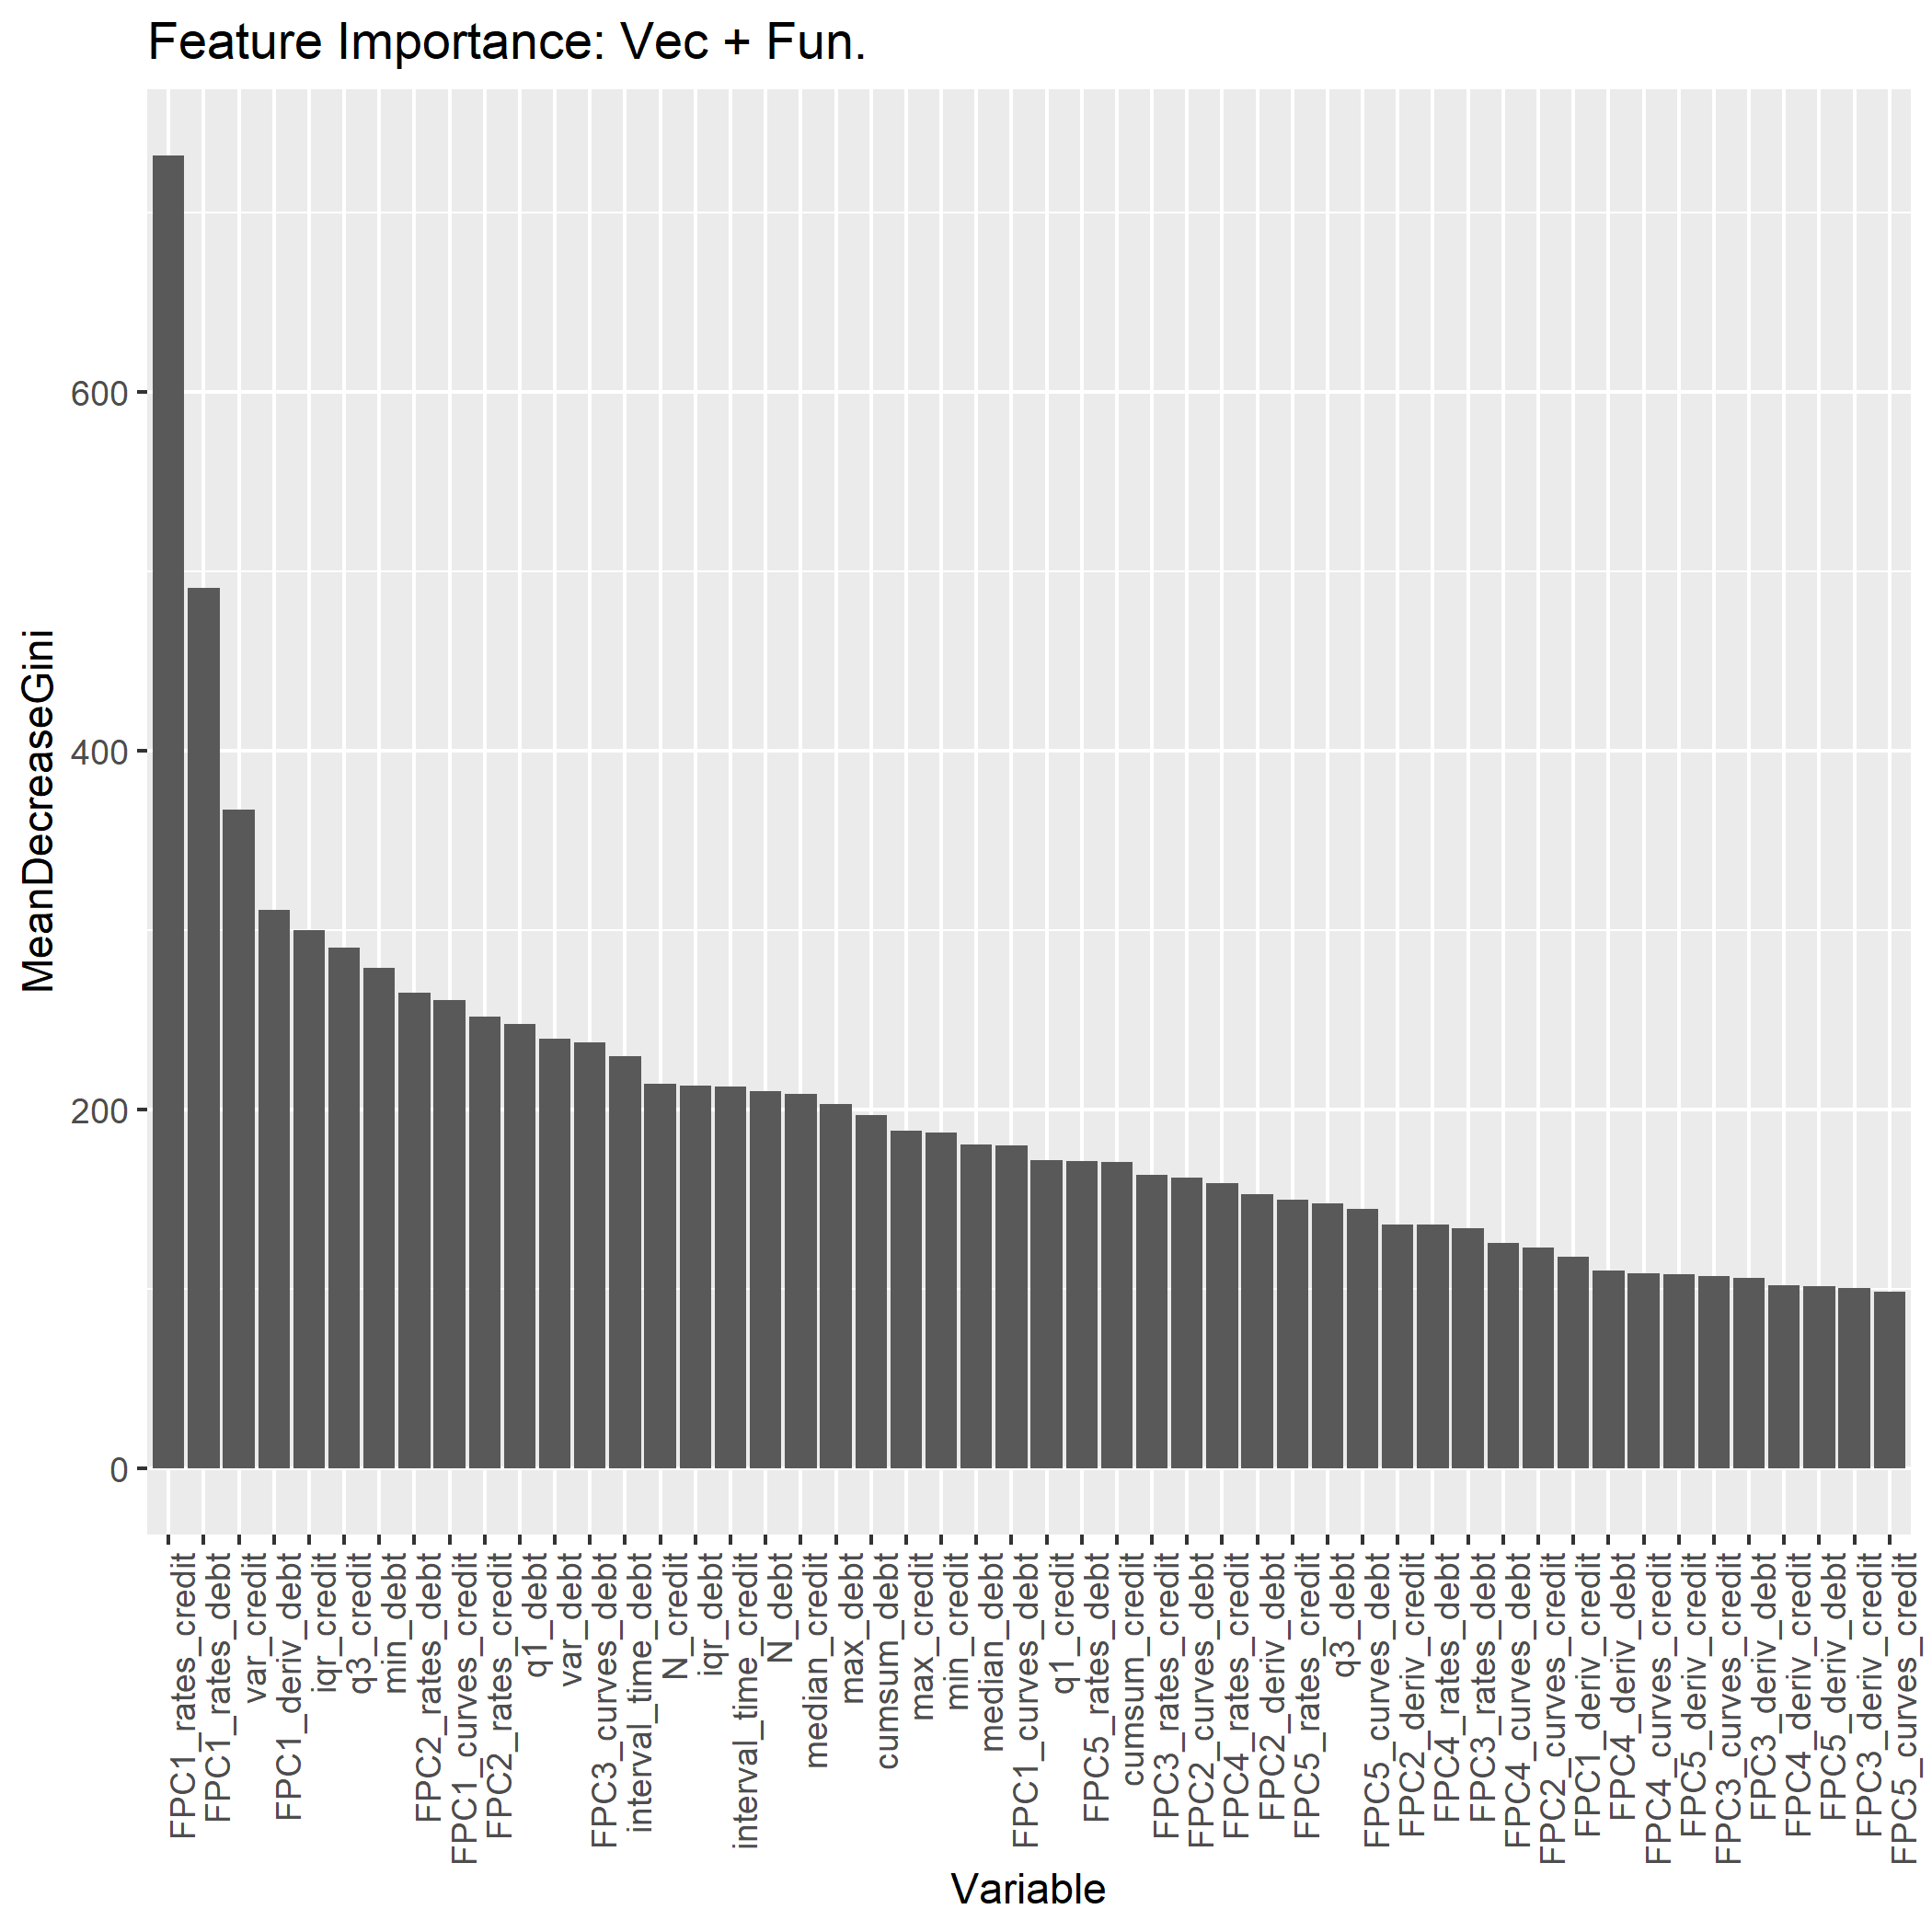 Feature Importance: Vec + Fun.
MeanDecreaseGini
600
400
200
0
FPC1_rates_credit
FPC1_rates_debt
var_credit
FPC1_deriv_debt
iqr_credit
q3_credit
min_debt
FPC2_rates_debt
FPC1_curves_credit
FPC2_rates_credit
q1_debt
var_debt
FPC3_curves_debt
interval_time_debt
N_credit
iqr_debt
interval_time_credit
N_debt
median_credit
max_debt
cumsum_debt
max_credit
min_credit
median_debt
FPC1_curves_debt
q1_credit
FPC5_rates_debt
cumsum_credit
FPC3_rates_credit
FPC2_curves_debt
FPC4_rates_credit
FPC2_deriv_debt
FPC5_rates_credit
q3_debt
FPC5_curves_debt
FPC2_deriv_credit
FPC4_rates_debt
FPC3_rates_debt
FPC4_curves_debt
FPC2_curves_credit
FPC1_deriv_credit
FPC4_deriv_debt
FPC4_curves_credit
FPC5_deriv_credit
FPC3_curves_credit
FPC3_deriv_debt
FPC4_deriv_credit
FPC5_deriv_debt
FPC3_deriv_credit
FPC5_curves_credit
Variable